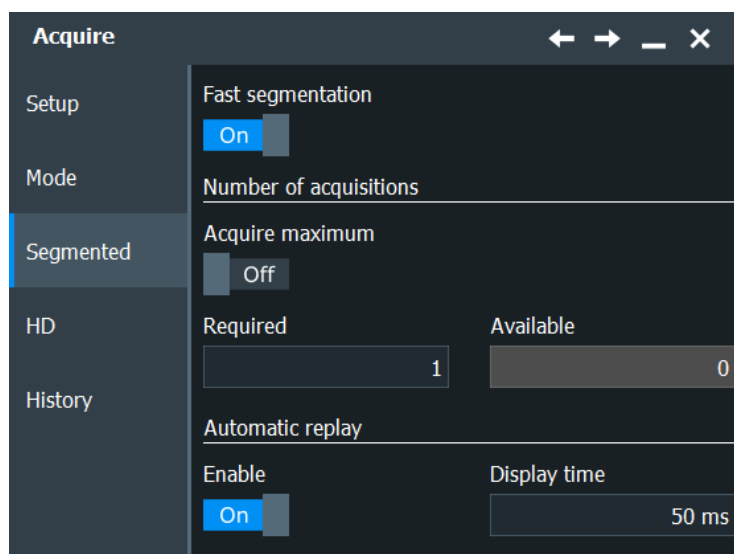 Acquire
Setup
Mode
Segmented
HD
History
Fast segmentation
On
Number of acquisitions
Acquire maximum
Off
Required Available
1 0
Automatic replay
Enable Display time
On 50 ms